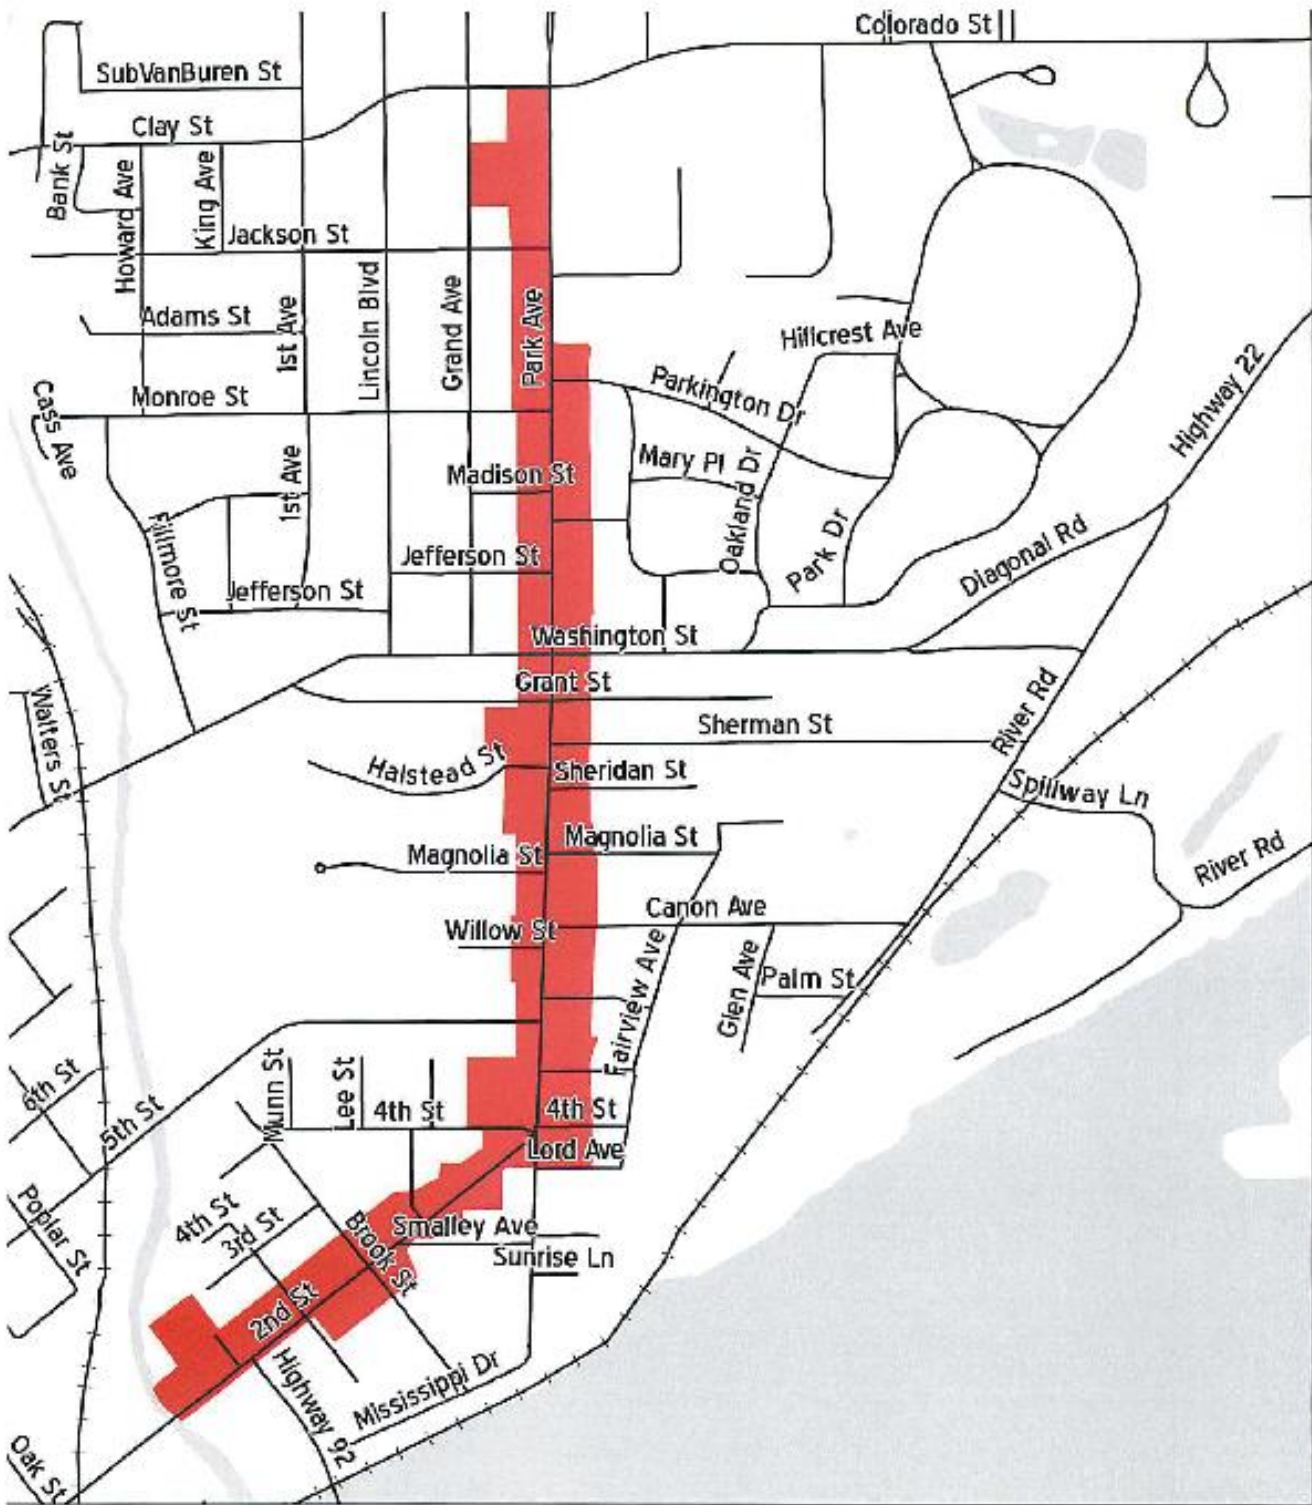 Colorado St
SubVanBuren St
Clay St
Bank St
Howard Ave
King Ave
Jackson St
Adams St
1st Ave
Lincoln Blvd
Grand Ave
Park Ave
Hillcrest Ave
Highway 22
Monroe St
Cass Ave
Parkington Dr
1st Ave
Madison St
Mary Pl
Oakland Dr
Fillmore St
Jefferson St
Park Dr
Diagonal Rd
Jefferson St
Washington St
Grant St
Walters St
Sherman St
River Rd
Halstead St
Sheridan St
Spillway Ln
Magnolia St
Magnolia St
River Rd
Canon Ave
Willow St
Fairview Ave
Glen Ave
Palm St
6th St
5th St
Munn St
Lee St
4th St
4th St
Lord Ave
Poplar St
4th St
3rd St
Brook St
Smalley Ave
Sunrise Ln
2nd St
Highway 92
Mississippi Dr
Oak St